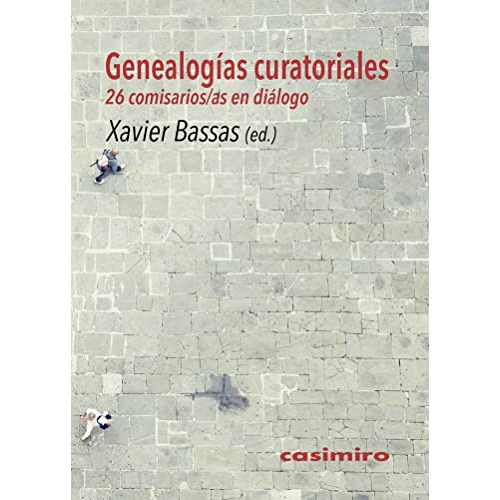 Genealogías curatoriales
26 comisarios/as en diálogo
Xavier Bassas (ed.)
casimiro